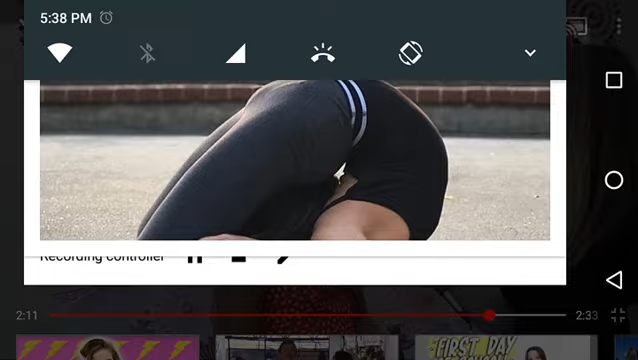 5:38 PM
Recording controller
2:11
2:33
FIRST DAY